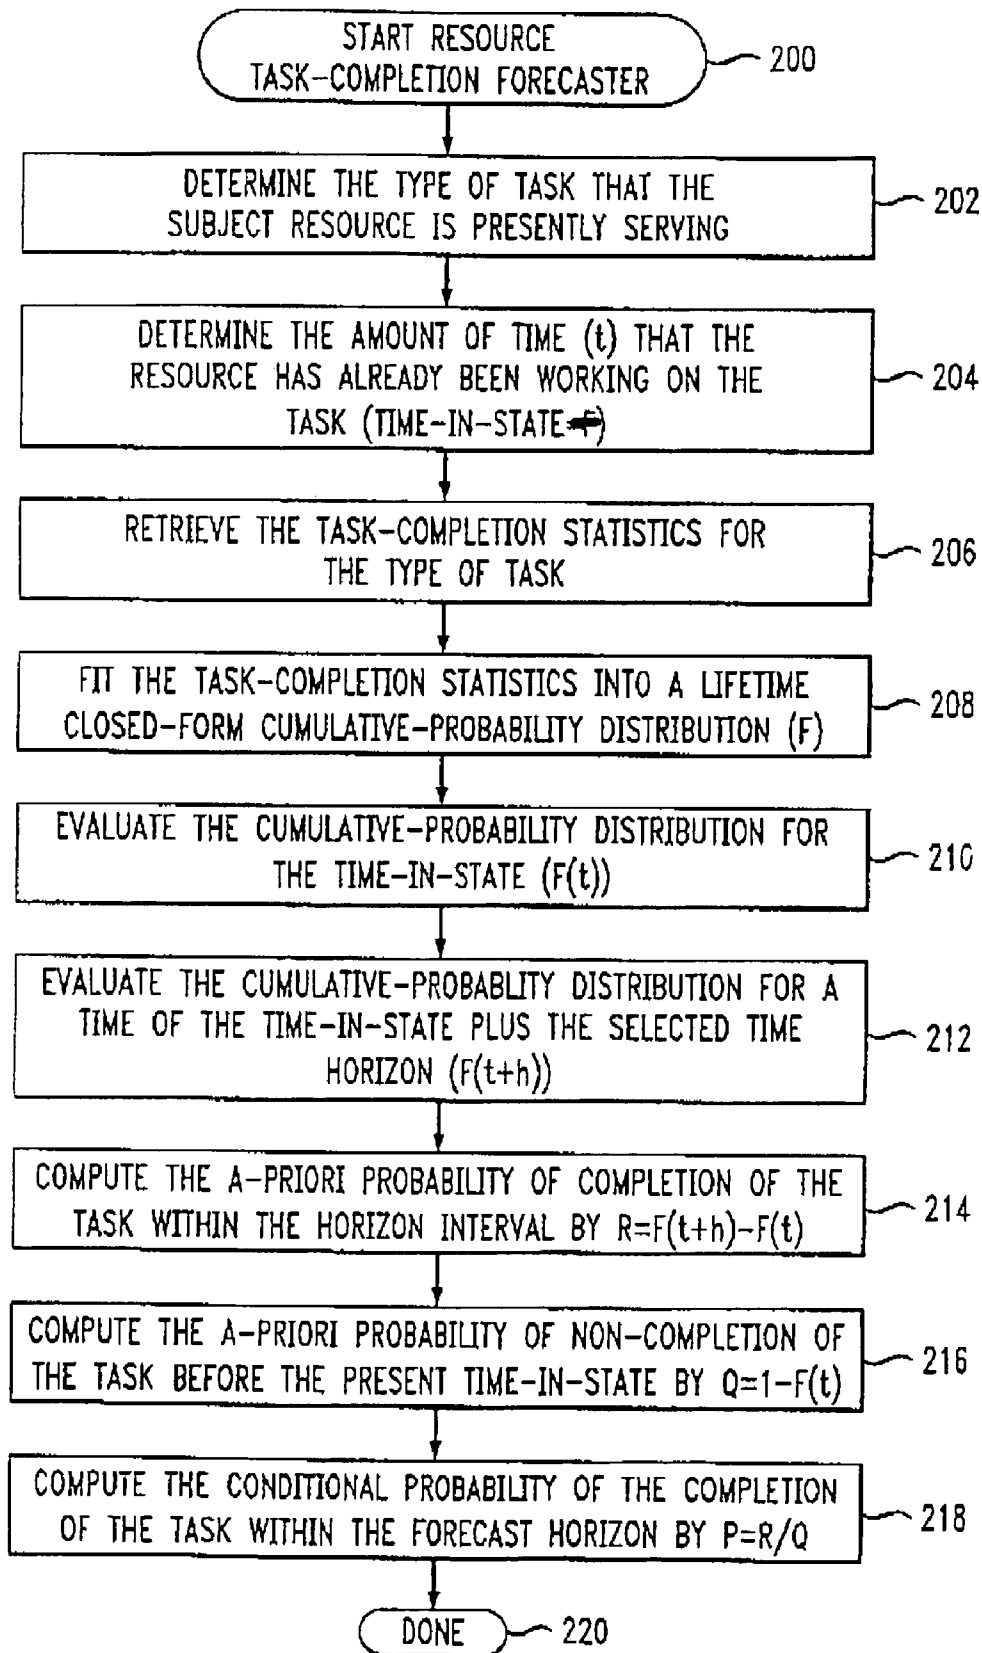 START RESOURCE
TASK-COMPLETION FORECASTER
200
DETERMINE THE TYPE OF TASK THAT THE
SUBJECT RESOURCE IS PRESENTLY SERVING
202
DETERMINE THE AMOUNT OF TIME (t) THAT THE
RESOURCE HAS ALREADY BEEN WORKING ON THE
TASK (TIME-IN-STATE)
204
RETRIEVE THE TASK-COMPLETION STATISTICS FOR
THE TYPE OF TASK
206
FIT THE TASK-COMPLETION STATISTICS INTO A LIFETIME
CLOSED-FORM CUMULATIVE-PROBABILITY DISTRIBUTION (F)
208
EVALUATE THE CUMULATIVE-PROBABILITY DISTRIBUTION FOR
THE TIME-IN-STATE (F(t))
210
EVALUATE THE CUMULATIVE-PROBABLITY DISTRIBUTION FOR A
TIME OF THE TIME-IN-STATE PLUS THE SELECTED TIME
HORIZON (F(t+h))
212
COMPUTE THE A-PRIORI PROBABILITY OF COMPLETION OF THE
TASK WITHIN THE HORIZON INTERVAL BY R=F(t+h)-F(t)
214
COMPUTE THE A-PRIORI PROBABILITY OF NON-COMPLETION OF
THE TASK BEFORE THE PRESENT TIME-IN-STATE BY Q=1-F(t)
216
COMPUTE THE CONDITIONAL PROBABILITY OF THE COMPLETION
OF THE TASK WITHIN THE FORECAST HORIZON BY P=R/Q
218
DONE
220